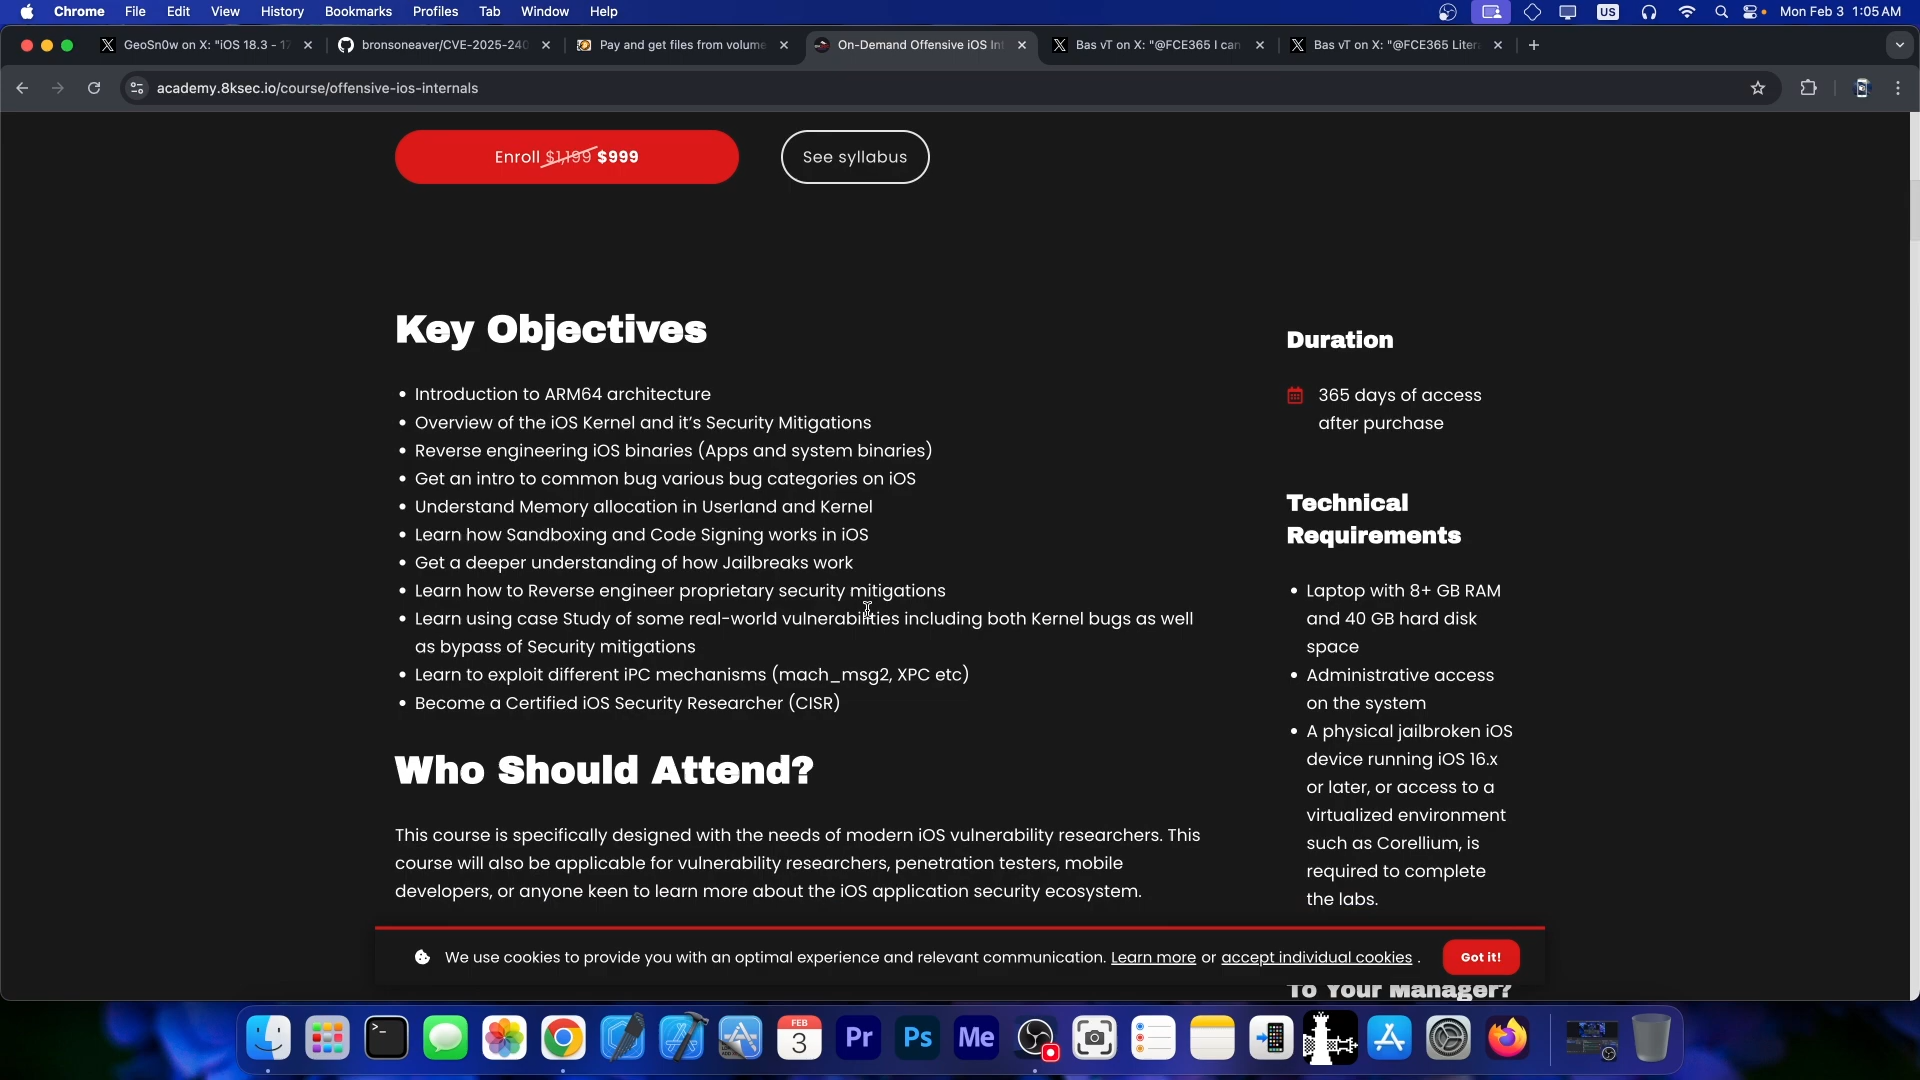 Chrome File Edit View History Bookmarks Profiles Tab Window Help US Mon Feb 3 1:05 AM
GeoSn0w on X: "iOS 18.3 - 17 bronsoneaver/CVE-2025-240 Pay and get files from volume On-Demand Offensive iOS Int Bas vT on X: "@FCE365 I can Bas vT on X: "@FCE365 Liter
academy.8ksec.io/course/offensive-ios-internals
Enroll $1,199 $999
See syllabus
Key Objectives
Introduction to ARM64 architecture
Overview of the iOS Kernel and it’s Security Mitigations
Reverse engineering iOS binaries (Apps and system binaries)
Get an intro to common bug various bug categories on iOS
Understand Memory allocation in Userland and Kernel
Learn how Sandboxing and Code Signing works in iOS
Get a deeper understanding of how Jailbreaks work
Learn how to Reverse engineer proprietary security mitigations
Learn using case Study of some real-world vulnerabilities including both Kernel bugs as well
as bypass of Security mitigations
Learn to exploit different iPC mechanisms (mach_msg2, XPC etc)
Become a Certified iOS Security Researcher (CISR)
Who Should Attend?
This course is specifically designed with the needs of modern iOS vulnerability researchers. This
course will also be applicable for vulnerability researchers, penetration testers, mobile
developers, or anyone keen to learn more about the iOS application security ecosystem.
Duration
365 days of access
after purchase
Technical
Requirements
Laptop with 8+ GB RAM
and 40 GB hard disk
space
Administrative access
on the system
A physical jailbroken iOS
device running iOS 16.x
or later, or access to a
virtualized environment
such as Corellium, is
required to complete
the labs.
To Your Manager?
We use cookies to provide you with an optimal experience and relevant communication. Learn more or accept individual cookies .
Got it!
FEB
3
Pr
Ps
Me